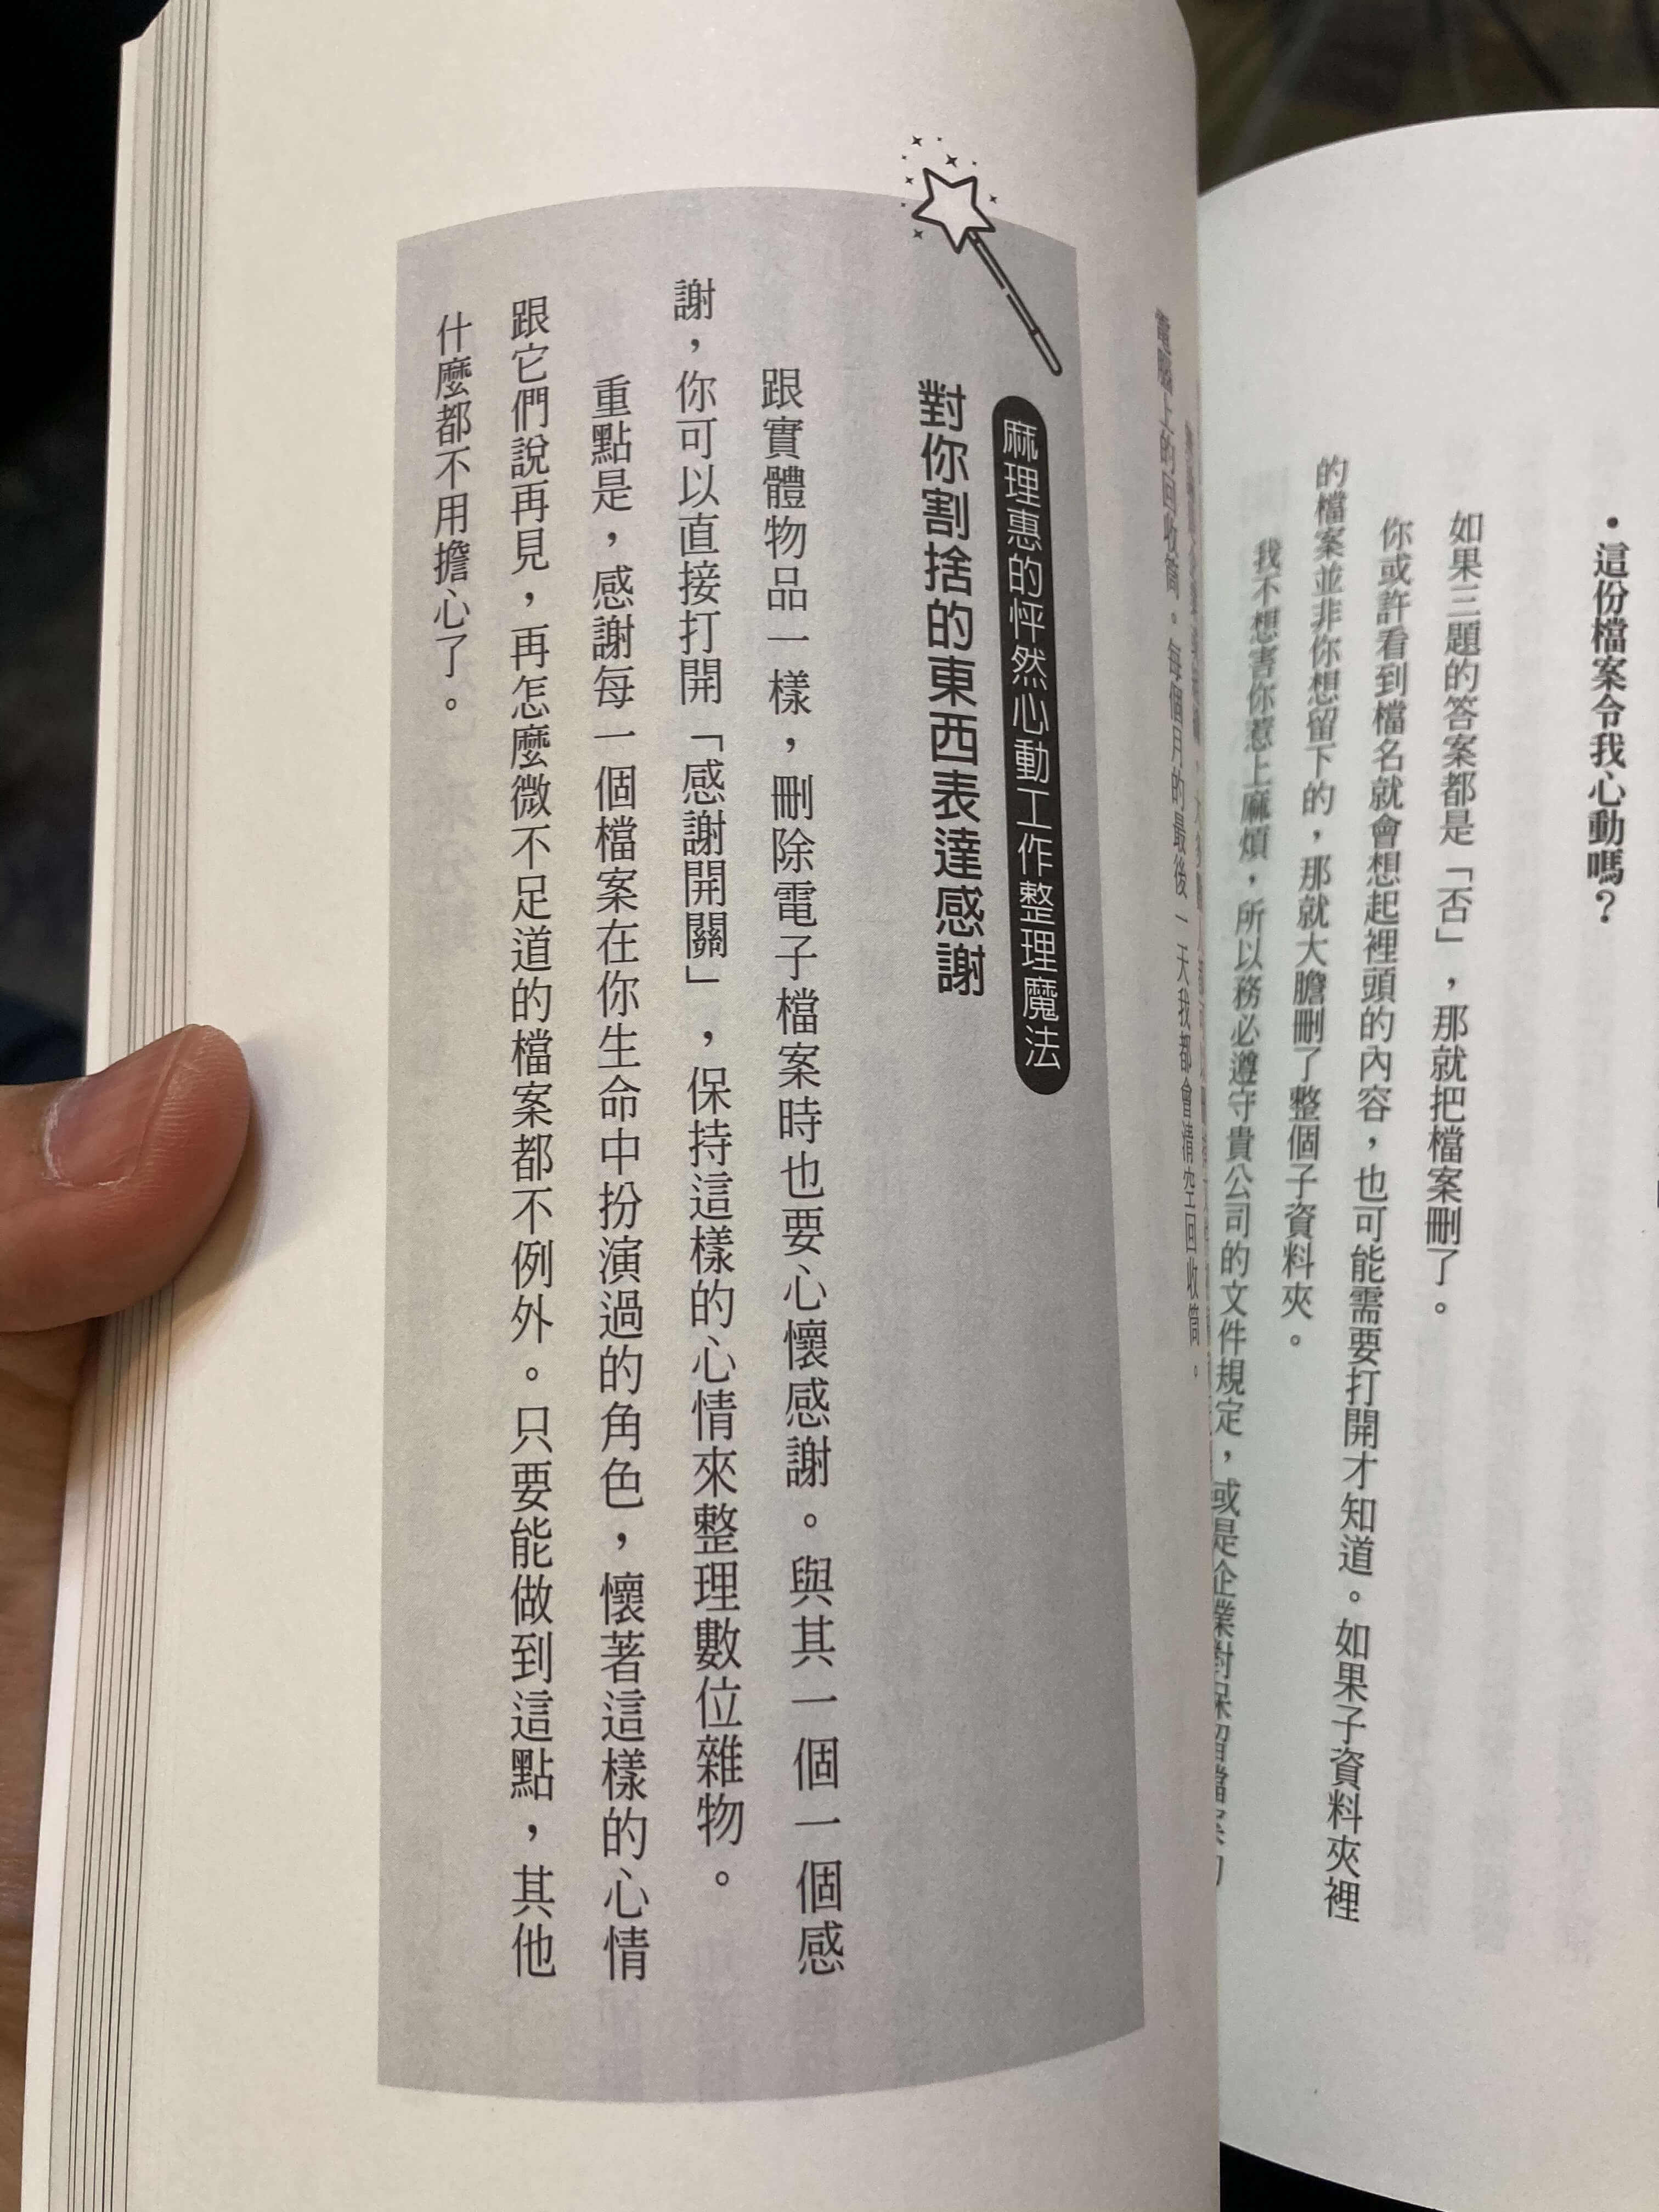 ・這份檔案令我心動嗎？
如果三題的答案都是「否」，那就把檔案刪了。
你或許看到檔名就會想起裡頭的內容，也可能需要打開才知道。如果子資料夾裡
的檔案並非你想留下的，那就大膽刪了整個子資料夾。
我不想害你惹上麻煩，所以務必遵守貴公司的文件規定，或是企業對保留檔案的
電腦上的回收筒。每個月的最後一天我都會清空回收筒。
麻理惠的怦然心動工作整理魔法
對你割捨的東西表達感謝
跟實體物品一樣，刪除電子檔案時也要心懷感謝。與其一個一個感
謝，你可以直接打開「感謝開關」，保持這樣的心情來整理數位雜物。
重點是，感謝每一個檔案在你生命中扮演過的角色，懷著這樣的心情
跟它們說再見，再怎麼微不足道的檔案都不例外。只要能做到這點，其他
什麼都不用擔心了。